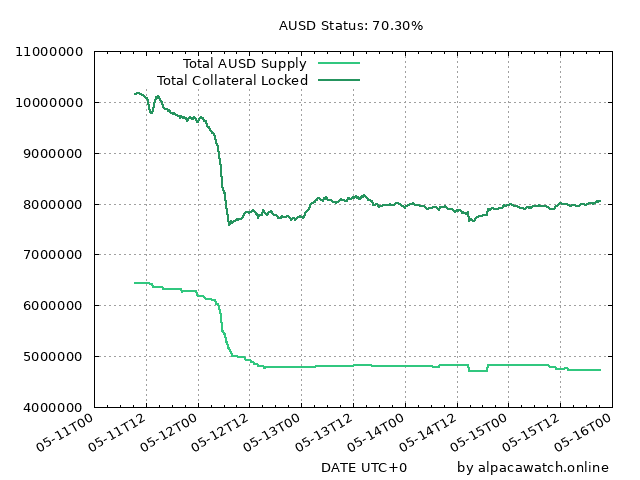 AUSD Status: 70.30%
11000000
Total AUSD Supply
Total Collateral Locked
10000000
9000000
8000000
7000000
6000000
5000000
4000000
05-11T00
05-11T12
05-12T00
05-12T12
05-13T00
05-13T12
05-14T00
05-14T12
05-15T00
05-15T12
05-16T00
DATE UTC+0
by alpacawatch.online